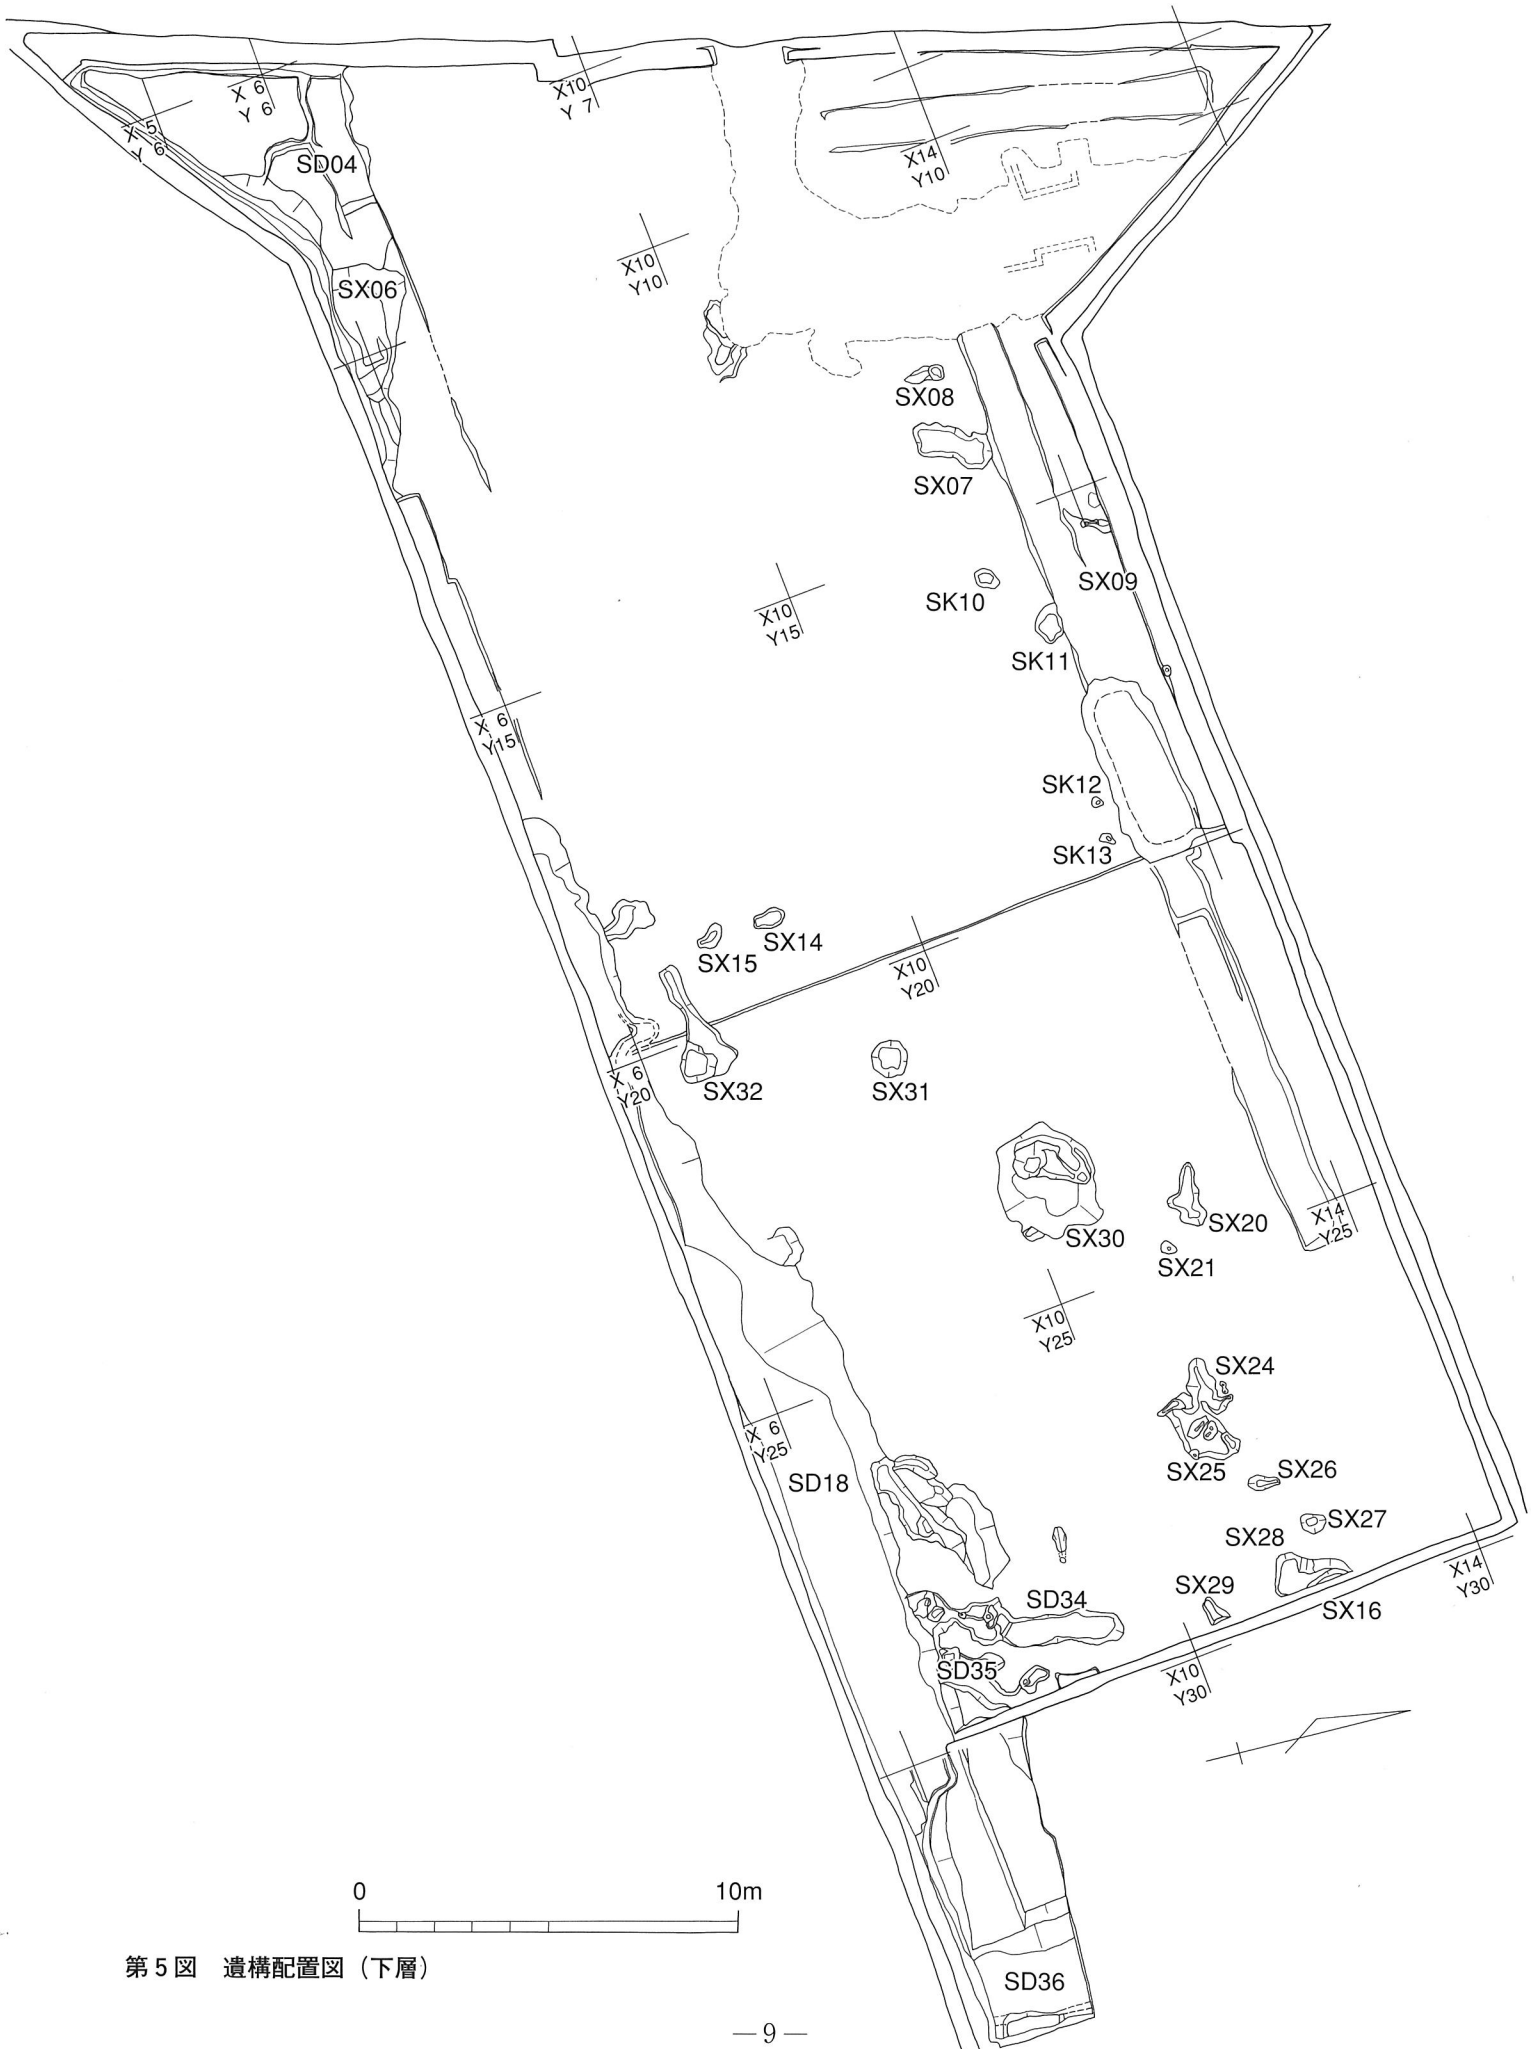 X 6
Y 6
X10
Y 7
X 5
Y 6
X14
Y10
SD04
X10
Y10
SX06
SX08
SX07
SX09
SK10
X10
Y15
SK11
X 6
Y15
SK12
SK13
SX14
SX15
X10
Y20
X 6
Y20
SX32
SX31
SX30
SX20
X14
Y25
SX21
X10
Y25
SX24
X 6
Y25
SX25
SX26
SD18
SX27
SX28
X14
Y30
SX29
SD34
SX16
SD35
X10
Y30
0 10m
SD36
第5図 遺構配置図(下層)
—9—